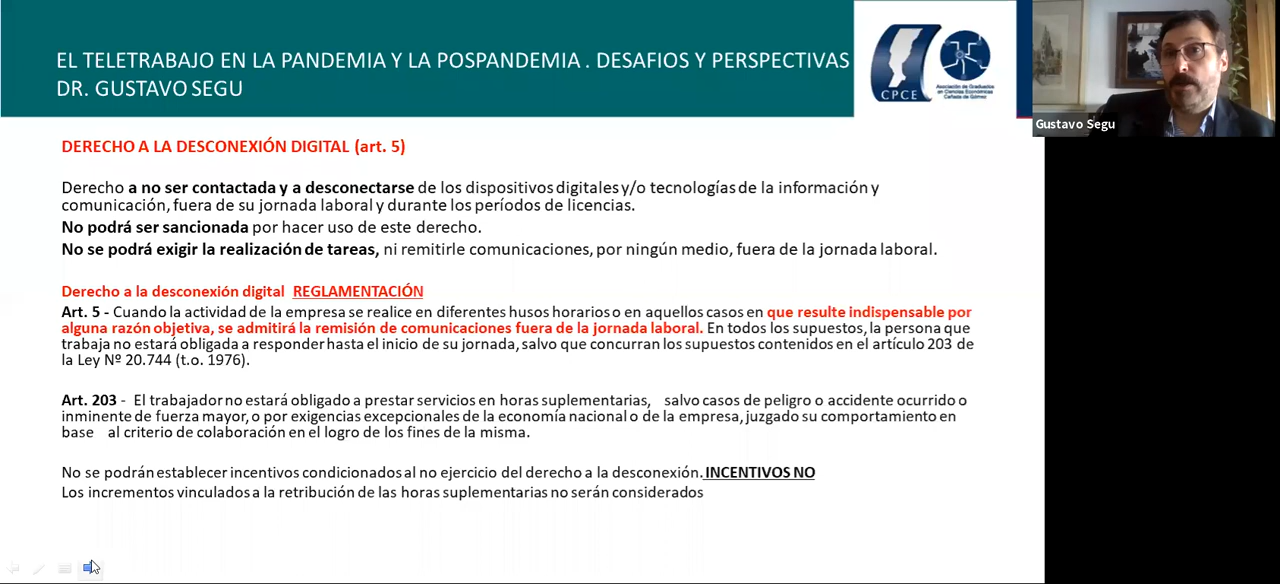 EL TELETRABAJO EN LA PANDEMIA Y LA POSPANDEMIA . DESAFIOS Y PERSPECTIVAS
DR. GUSTAVO SEGU
CPCE
Asociación de Graduados
en Ciencias Económicas
Cañada de Gómez
Gustavo Segu
DERECHO A LA DESCONEXIÓN DIGITAL (art. 5)
Derecho a no ser contactada y a desconectarse de los dispositivos digitales y/o tecnologías de la información y
comunicación, fuera de su jornada laboral y durante los períodos de licencias.
No podrá ser sancionada por hacer uso de este derecho.
No se podrá exigir la realización de tareas, ni remitirle comunicaciones, por ningún medio, fuera de la jornada laboral.
Derecho a la desconexión digital REGLAMENTACIÓN
Art. 5 - Cuando la actividad de la empresa se realice en diferentes husos horarios o en aquellos casos en que resulte indispensable por
alguna razón objetiva, se admitirá la remisión de comunicaciones fuera de la jornada laboral. En todos los supuestos, la persona que
trabaja no estará obligada a responder hasta el inicio de su jornada, salvo que concurran los supuestos contenidos en el artículo 203 de
la Ley Nº 20.744 (t.o. 1976).
Art. 203 - El trabajador no estará obligado a prestar servicios en horas suplementarias, salvo casos de peligro o accidente ocurrido o
inminente de fuerza mayor, o por exigencias excepcionales de la economía nacional o de la empresa, juzgado su comportamiento en
base al criterio de colaboración en el logro de los fines de la misma.
No se podrán establecer incentivos condicionados al no ejercicio del derecho a la desconexión. INCENTIVOS NO
Los incrementos vinculados a la retribución de las horas suplementarias no serán considerados